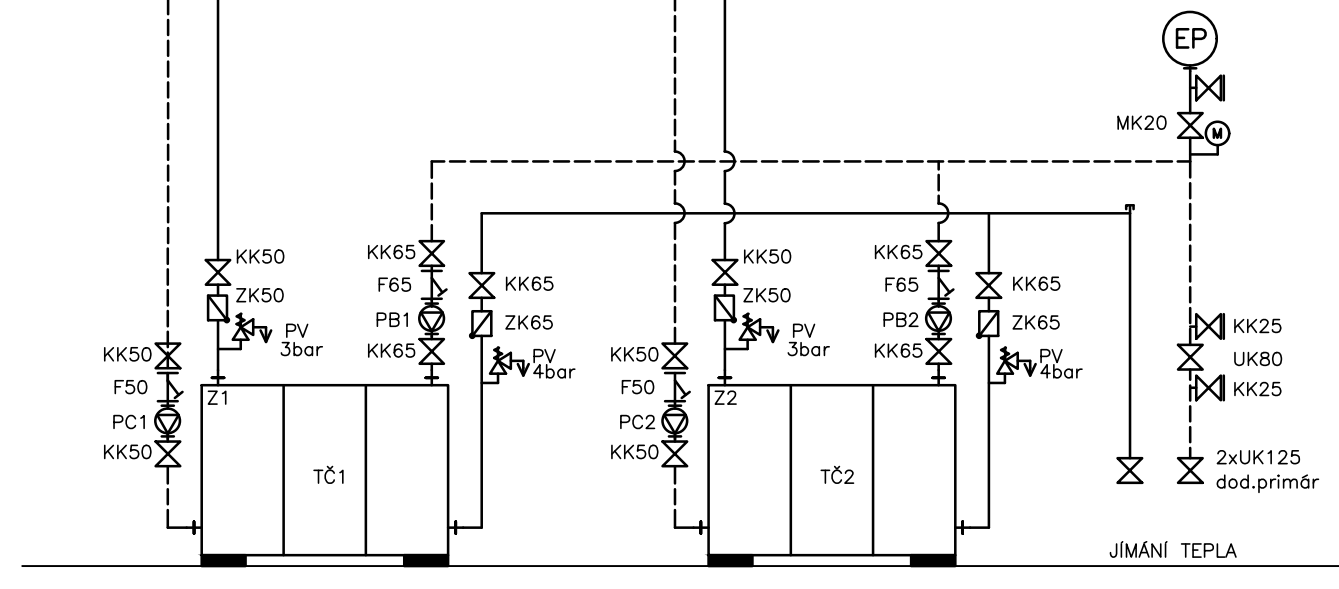 EP
MK20
M
KK50
ZK50
PV
3bar
KK65
F65
PB1
KK65
KK65
ZK65
PV
4bar
KK50
F50
PC1
KK50
Z1
TČ1
KK50
ZK50
PV
3bar
KK65
F65
PB2
KK65
KK65
ZK65
PV
4bar
KK50
F50
PC2
KK50
Z2
TČ2
KK25
UK80
KK25
2xUK125
dod.primár
JÍMÁNÍ TEPLA